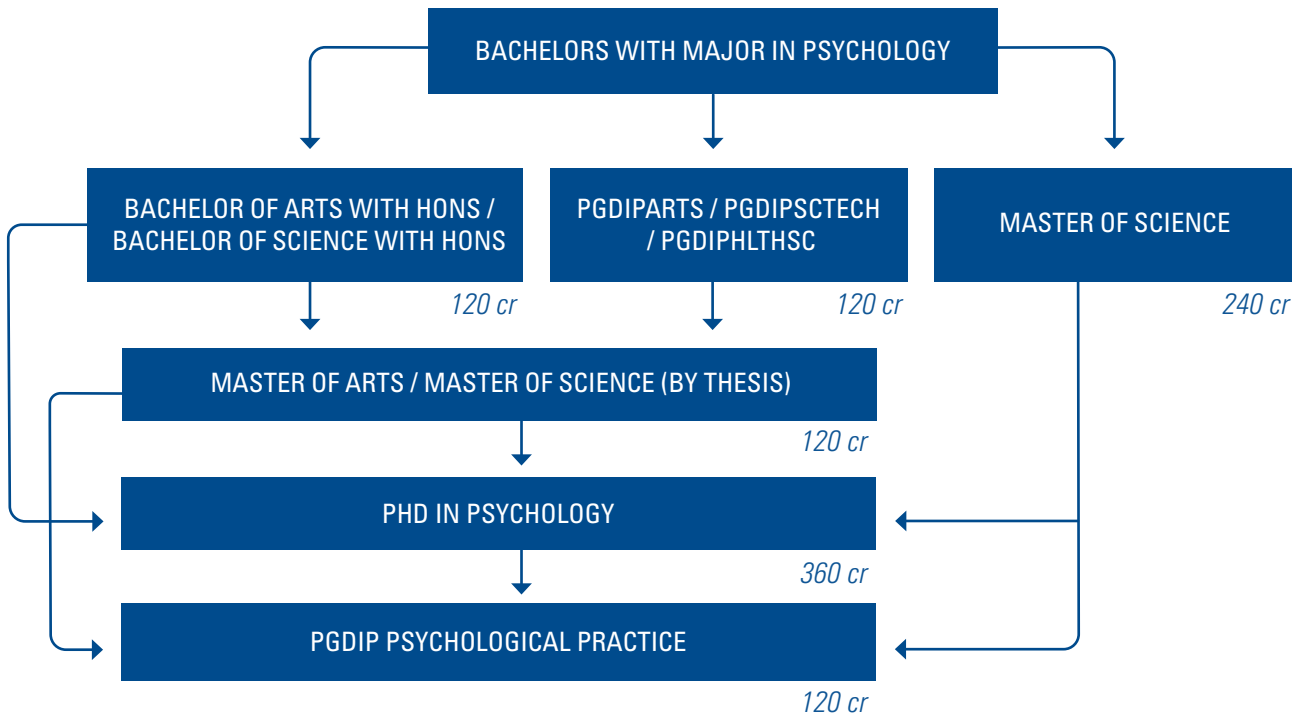 BACHELORS WITH MAJOR IN PSYCHOLOGY
BACHELOR OF ARTS WITH HONS /
BACHELOR OF SCIENCE WITH HONS
120 cr
PGDIPARTS / PGDIPSCTECH
/ PGDIPHLTHSC
120 cr
MASTER OF SCIENCE
240 cr
MASTER OF ARTS / MASTER OF SCIENCE (BY THESIS)
120 cr
PHD IN PSYCHOLOGY
360 cr
PGDIP PSYCHOLOGICAL PRACTICE
120 cr